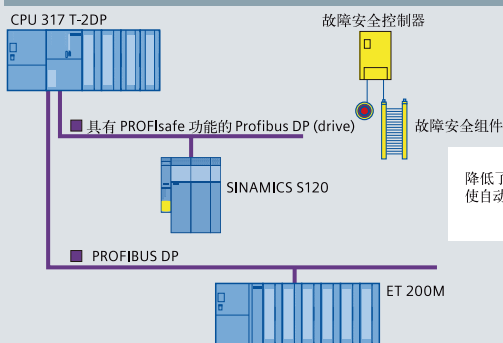 CPU 317 T-2DP
故障安全控制器
具有 PROFIsafe 功能的 Profibus DP (drive)
故障安全组件
降低了
使自动
SINAMICS S120
PROFIBUS DP
ET 200M